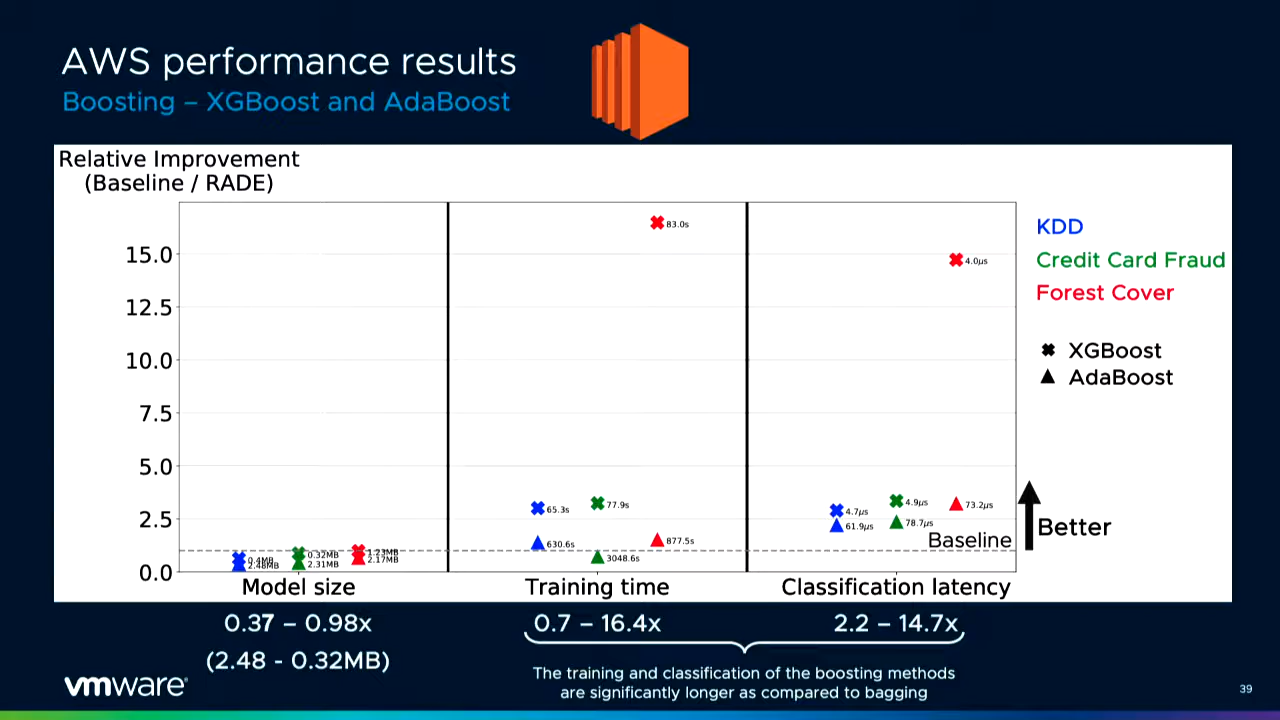 AWS performance results
Boosting – XGBoost and AdaBoost
Relative Improvement
(Baseline / RADE)
15.0
12.5
10.0
7.5
5.0
2.5
0.0
83.0s
4.0µs
65.3s
77.9s
630.6s
877.5s
3048.6s
4.7µs
4.9µs
73.2µs
61.9µs
78.7µs
0.4MB
2.48MB
0.32MB
2.31MB
1.23MB
2.17MB
Baseline
Model size
Training time
Classification latency
KDD
Credit Card Fraud
Forest Cover
XGBoost
AdaBoost
Better
0.37 – 0.98x
(2.48 - 0.32MB)
0.7 – 16.4x
2.2 – 14.7x
The training and classification of the boosting methods
are significantly longer as compared to bagging
vmware®
39